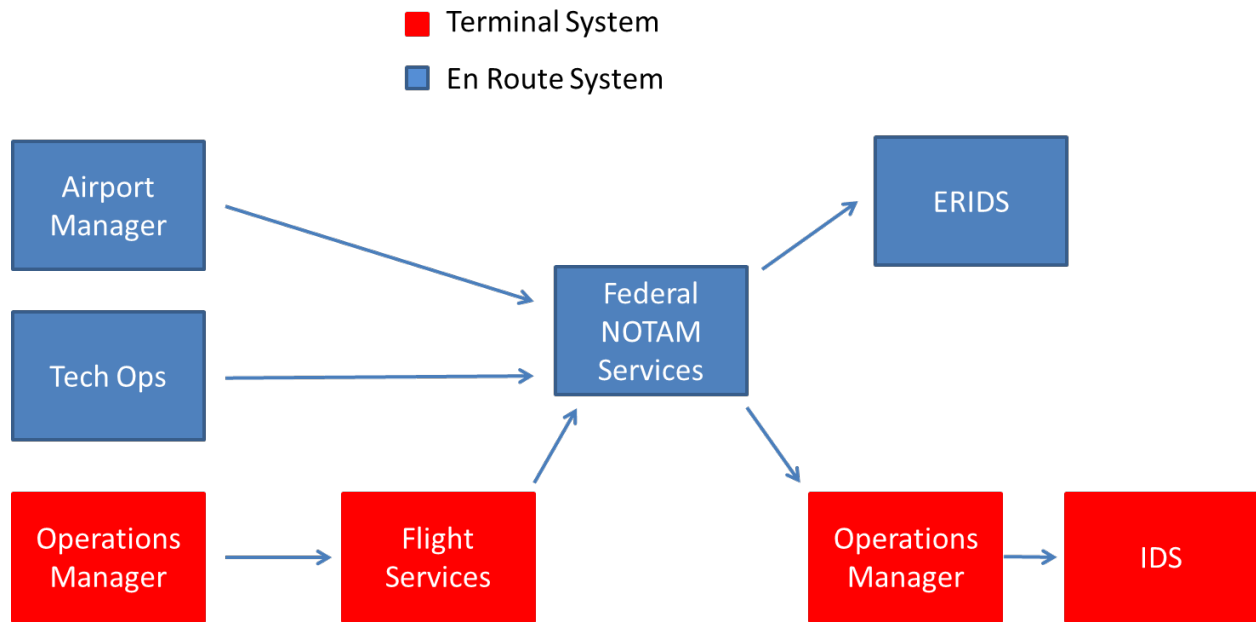 Terminal System
En Route System
Airport
Manager
ERIDS
Federal
NOTAM
Services
Tech Ops
Operations
Manager
Flight
Services
Operations
Manager
IDS